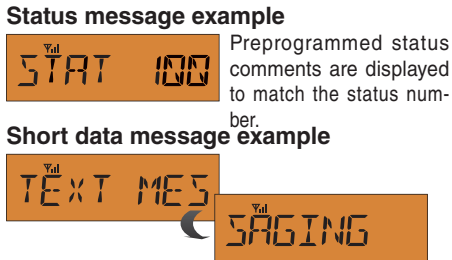 Status message example
STAT 100
Preprogrammed status
comments are displayed
to match the status num-
ber.
Short data message example
TEXT MES
SAGING